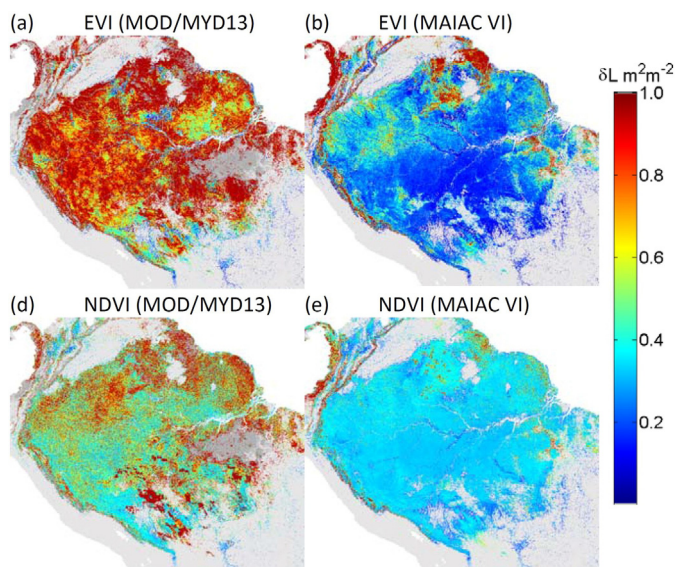 (a) EVI (MOD/MYD13)
(b) EVI (MAIAC VI)
δL m²m⁻²
1.0
0.8
0.6
0.4
0.2
(d) NDVI (MOD/MYD13)
(e) NDVI (MAIAC VI)